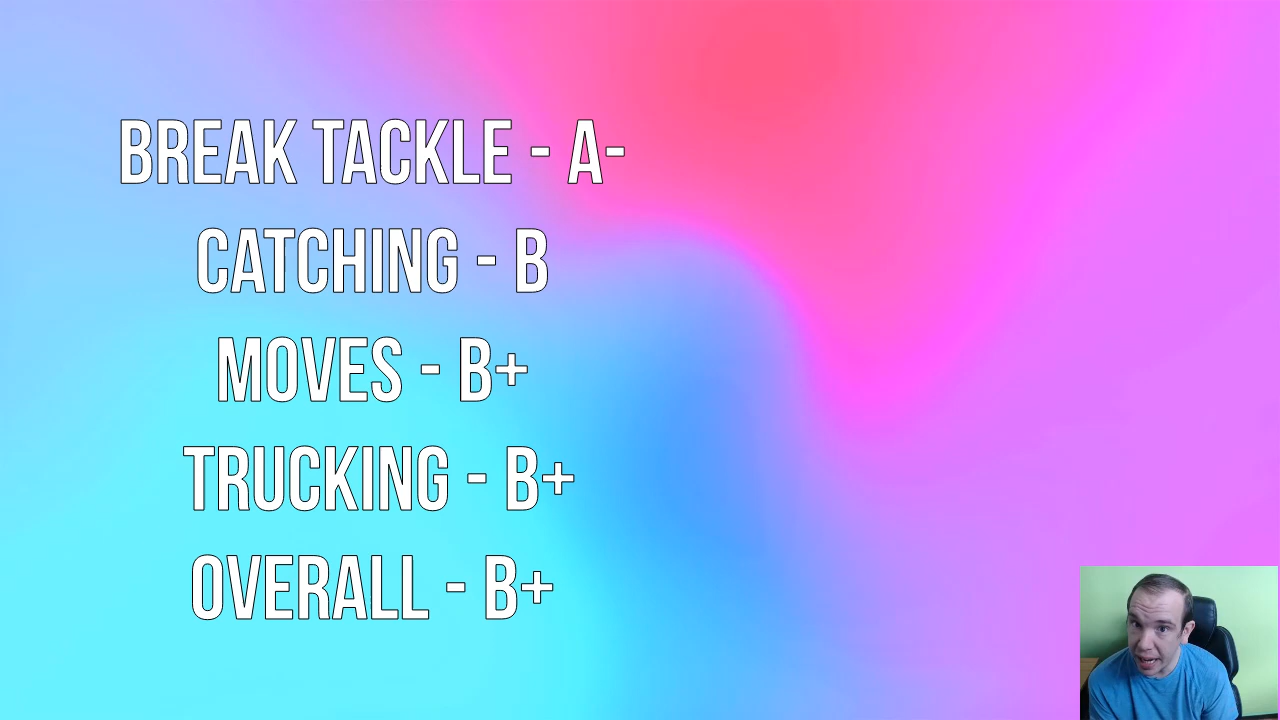 BREAK TACKLE - A-
CATCHING - B
MOVES - B+
TRUCKING - B+
OVERALL - B+